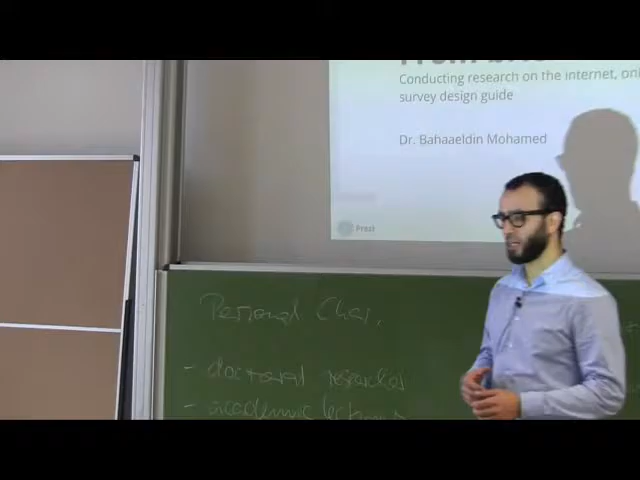 Conducting research on the internet, onl
survey design guide
Dr. Bahaaeldin Mohamed
Prezi
Personal Char.
- doctoral researcher
- academic lecturer